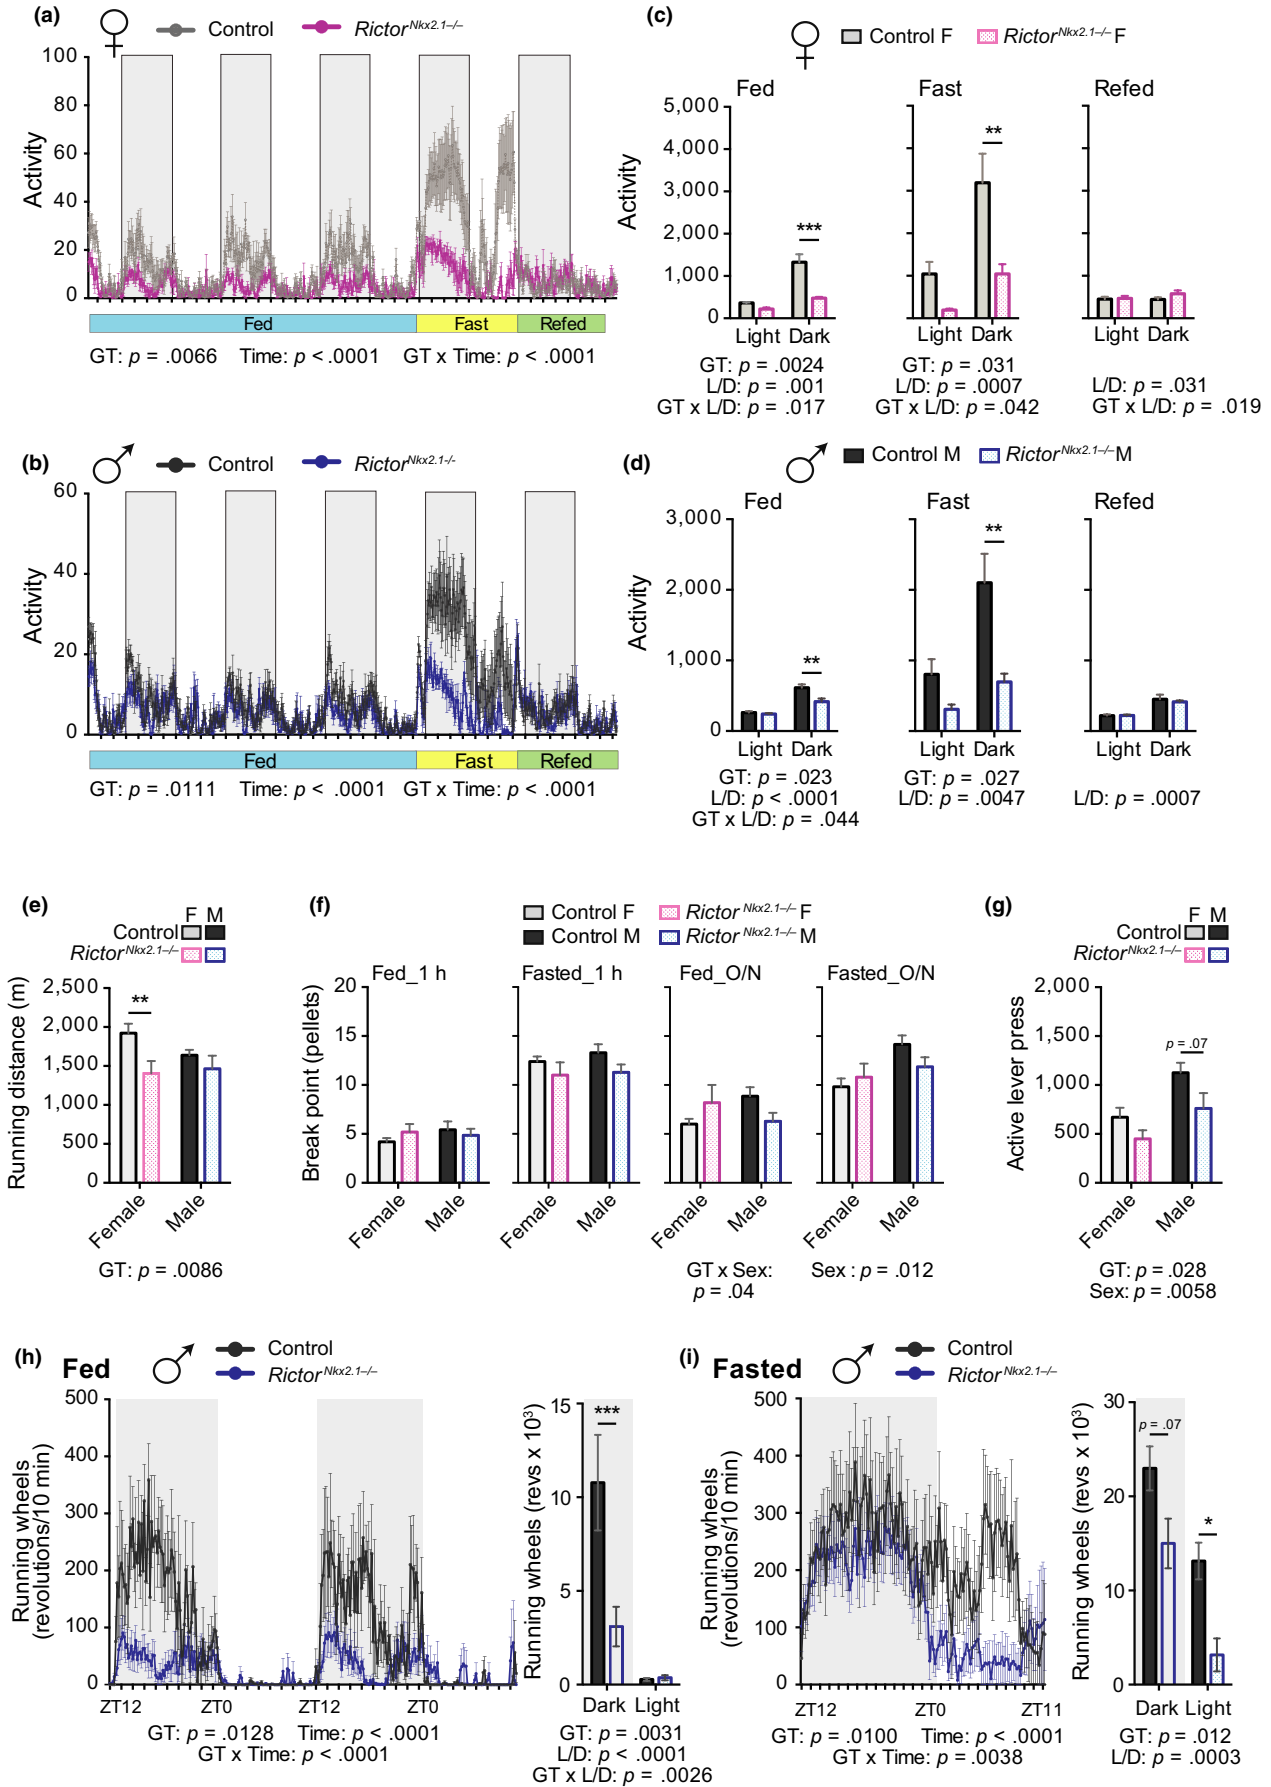 (a) ♀ Control Rictor^Nkx2.1–/–
100
80
60
40
20
0
Activity
Fed Fast Refed
GT: p = .0066 Time: p < .0001 GT x Time: p < .0001
(c) ♀ Control F Rictor^Nkx2.1–/– F
Fed Fast Refed
5,000
4,000
3,000
2,000
1,000
0
Activity
***
**
Light Dark Light Dark Light Dark
GT: p = .0024 GT: p = .031
L/D: p = .001 L/D: p = .0007 L/D: p = .031
GT x L/D: p = .017 GT x L/D: p = .042 GT x L/D: p = .019
(b) ♂ Control Rictor^Nkx2.1-/-
60
40
20
0
Activity
Fed Fast Refed
GT: p = .0111 Time: p < .0001 GT x Time: p < .0001
(d) ♂ Control M Rictor^Nkx2.1–/– M
Fed Fast Refed
3,000
2,000
1,000
0
Activity
**
**
Light Dark Light Dark Light Dark
GT: p = .023 GT: p = .027
L/D: p < .0001 L/D: p = .0047 L/D: p = .0007
GT x L/D: p = .044
(e) F M
Control
Rictor^Nkx2.1–/–
2,500
2,000
1,500
1,000
500
0
Running distance (m)
**
Female Male
GT: p = .0086
(f) Control F Rictor^Nkx2.1–/– F
Control M Rictor^Nkx2.1–/– M
Fed_1 h Fasted_1 h Fed_O/N Fasted_O/N
20
15
10
5
0
Break point (pellets)
Female Male Female Male Female Male Female Male
GT x Sex: Sex : p = .012
p = .04
(g) F M
Control
Rictor^Nkx2.1–/–
2,000
1,500
1,000
500
0
Active lever press
p = .07
Female Male
GT: p = .028
Sex: p = .0058
(h) Fed ♂ Control
Rictor^Nkx2.1–/–
500
400
300
200
100
0
Running wheels
(revolutions/10 min)
ZT12 ZT0 ZT12 ZT0
GT: p = .0128 Time: p < .0001
GT x Time: p < .0001
15
10
5
0
Running wheels (revs x 10³)
***
Dark Light
GT: p = .0031
L/D: p < .0001
GT x L/D: p = .0026
(i) Fasted ♂ Control
Rictor^Nkx2.1–/–
500
400
300
200
100
0
Running wheels
(revolutions/10 min)
ZT12 ZT0 ZT11
GT: p = .0100 Time: p < .0001
GT x Time: p = .0038
30
20
10
0
Running wheels (revs x 10³)
p = .07
*
Dark Light
GT: p = .012
L/D: p = .0003